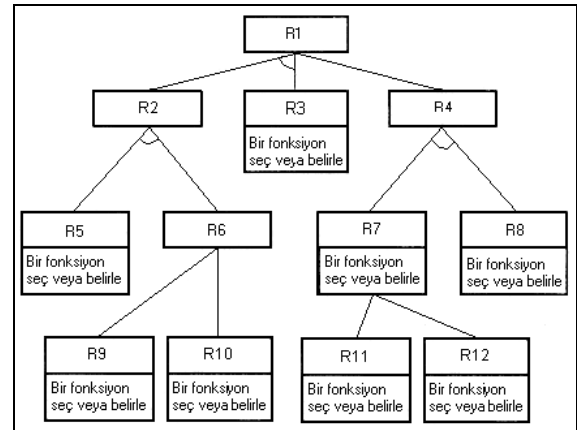 R1
R2
R3
Bir fonksiyon
seç veya belirle
R4
R5
Bir fonksiyon
seç veya belirle
R6
R7
Bir fonksiyon
seç veya belirle
R8
Bir fonksiyon
seç veya belirle
R9
Bir fonksiyon
seç veya belirle
R10
Bir fonksiyon
seç veya belirle
R11
Bir fonksiyon
seç veya belirle
R12
Bir fonksiyon
seç veya belirle